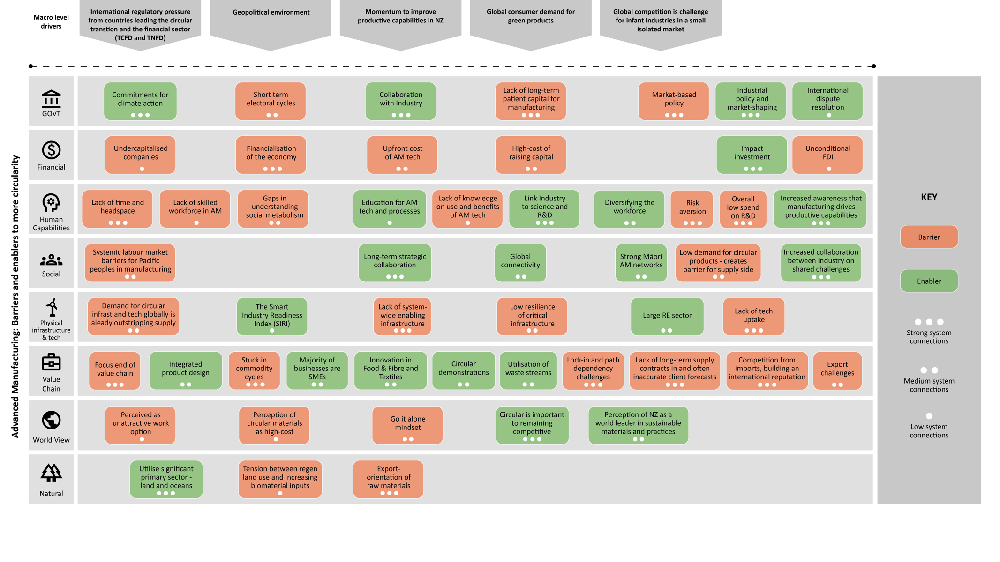 Macro level
drivers
International regulatory pressure
from countries leading the circular
transtion and the financial sector
(TCFD and TNFD)
Geopolitical environment
Momentum to improve
productive capabilities in NZ
Global consumer demand for
green products
Global competition is challenge
for infant industries in a small
isolated market
Advanced Manufacturing: Barriers and enablers to more circularity
GOVT
Commitments for
climate action
Short term
electoral cycles
Collaboration
with Industry
Lack of long-term
patient capital for
manufacturing
Market-based
policy
Industrial
policy and
market-shaping
International
dispute
resolution
Financial
Undercapitalised
companies
Financialisation
of the economy
Upfront cost
of AM tech
High-cost of
raising capital
Impact
investment
Unconditional
FDI
Human
Capabilities
Lack of time and
headspace
Lack of skilled
workforce in AM
Gaps in
understanding
social metabolism
Education for AM
tech and processes
Lack of knowledge
on use and benefits
of AM tech
Link Industry
to science and
R&D
Diversifying the
workforce
Risk
aversion
Overall
low spend
on R&D
Increased awareness that
manufacturing drives
productive capabilities
Social
Systemic labour market
barriers for Pacific
peoples in manufacturing
Long-term strategic
collaboration
Global
connectivity
Strong Māori
AM networks
Low demand for circular
products - creates
barrier for supply side
Increased collaboration
between Industry on
shared challenges
Physical
infrastructure
& tech
Demand for circular
infrast and tech globally is
aleady outstripping supply
The Smart
Industry Readiness
Index (SIRI)
Lack of system-
wide enabling
infrastructure
Low resilience
of critical
infrastructure
Large RE sector
Lack of tech
uptake
Value
Chain
Focus end of
value chain
Integrated
product design
Stuck in
commodity
cycles
Majority of
businesses are
SMEs
Innovation in
Food & Fibre and
Textiles
Circular
demonstrations
Utilisation of
waste streams
Lock-in and path
dependency
challenges
Lack of long-term supply
contracts in and often
inaccurate client forecasts
Competition from
imports, building an
international reputation
Export
challenges
World View
Perceived as
unattractive work
option
Perception of
circular materials
as high-cost
Go it alone
mindset
Circular is important
to remaining
competitive
Perception of NZ as a
world leader in sustainable
materials and practices
Natural
Utilise significant
primary sector -
land and oceans
Tension between regen
land use and increasing
biomaterial inputs
Export-
orientation of
raw materials
KEY
Barrier
Enabler
Strong system
connections
Medium system
connections
Low system
connections